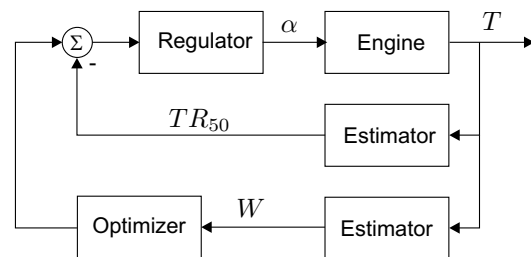 Σ
-
Regulator
α
Engine
T
TR₅₀
Estimator
Optimizer
W
Estimator